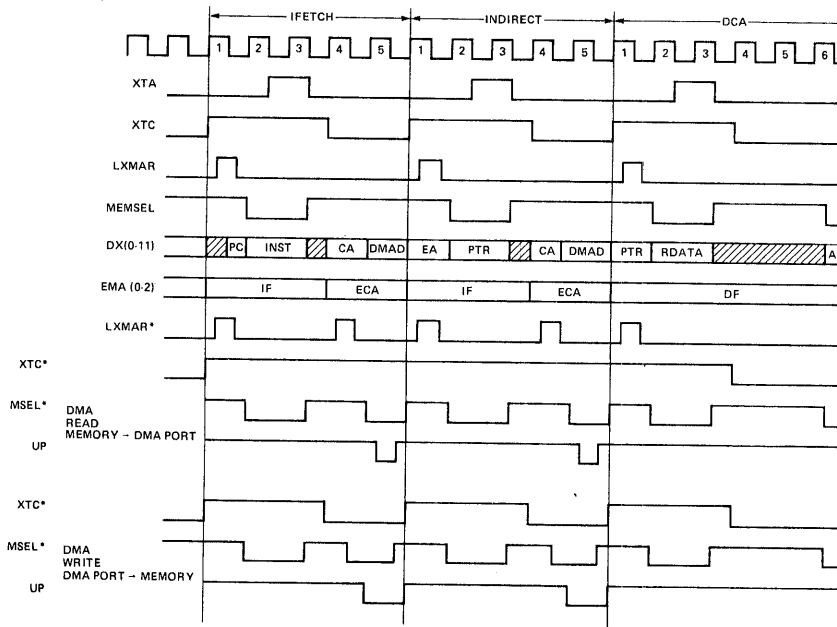 IFETCH INDIRECT DCA
1 2 3 4 5 1 2 3 4 5 1 2 3 4 5 6
XTA
XTC
LXMAR
MEMSEL
DX(0-11) PC INST CA DMAD EA PTR CA DMAD PTR RDATA A
EMA (0-2) IF ECA IF ECA DF
LXMAR*
XTC*
MSEL* DMA
READ
MEMORY → DMA PORT
UP
XTC*
MSEL* DMA
WRITE
DMA PORT → MEMORY
UP